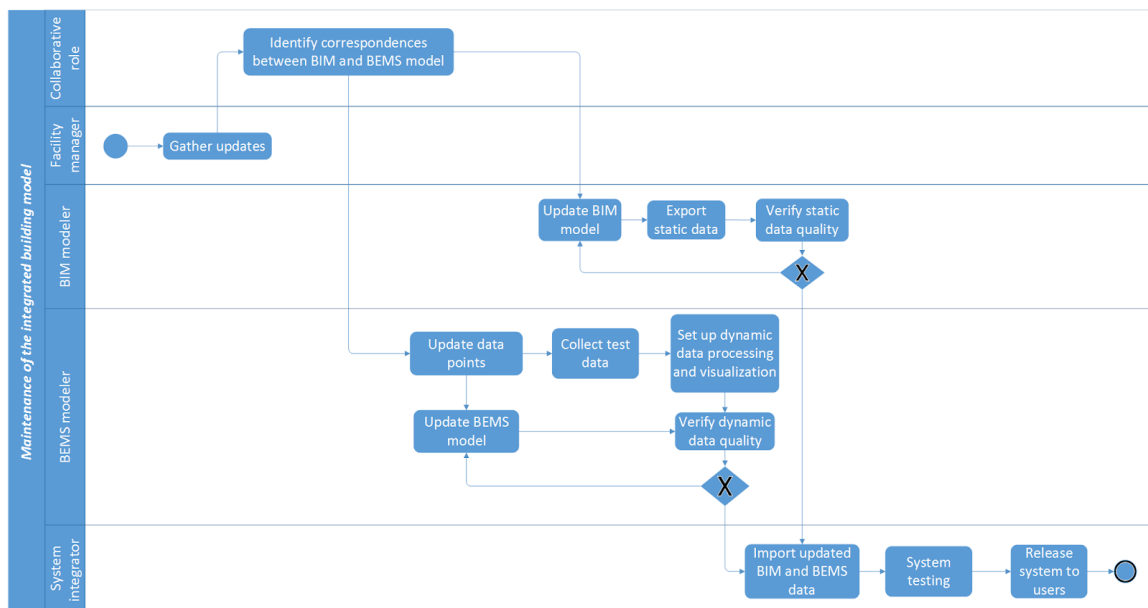 Maintenance of the integrated building model
Collaborative
role
Identify correspondences
between BIM and BEMS model
Facility
manager
Gather updates
BIM modeler
Update BIM
model
Export
static data
Verify static
data quality
X
BEMS modeler
Update data
points
Collect test
data
Set up dynamic
data processing
and visualization
Update BEMS
model
Verify dynamic
data quality
X
System
integrator
Import updated
BIM and BEMS
data
System
testing
Release
system to
users